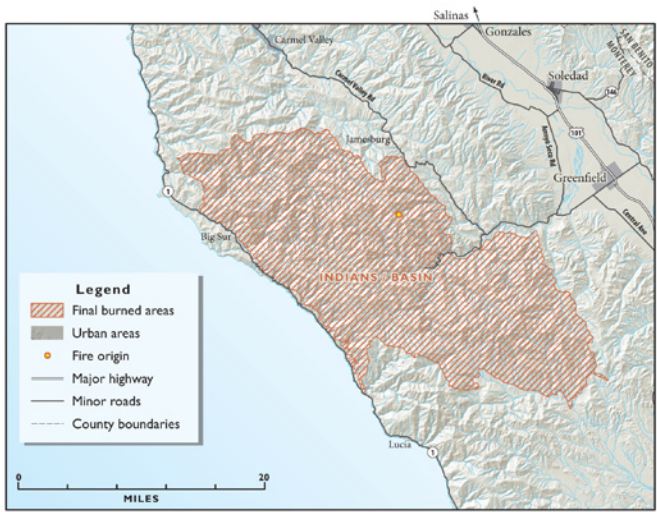 Salinas
Gonzales
Carmel Valley
SAN BENITO
MONTEREY
Soledad
Carmel Valley Rd
River Rd
146
101
Jamesburg
Arroyo Seco Rd
Greenfield
1
Central Ave
Big Sur
INDIANS - BASIN
Legend
Final burned areas
Urban areas
Fire origin
Major highway
Minor roads
County boundaries
Lucia
1
0
20
MILES